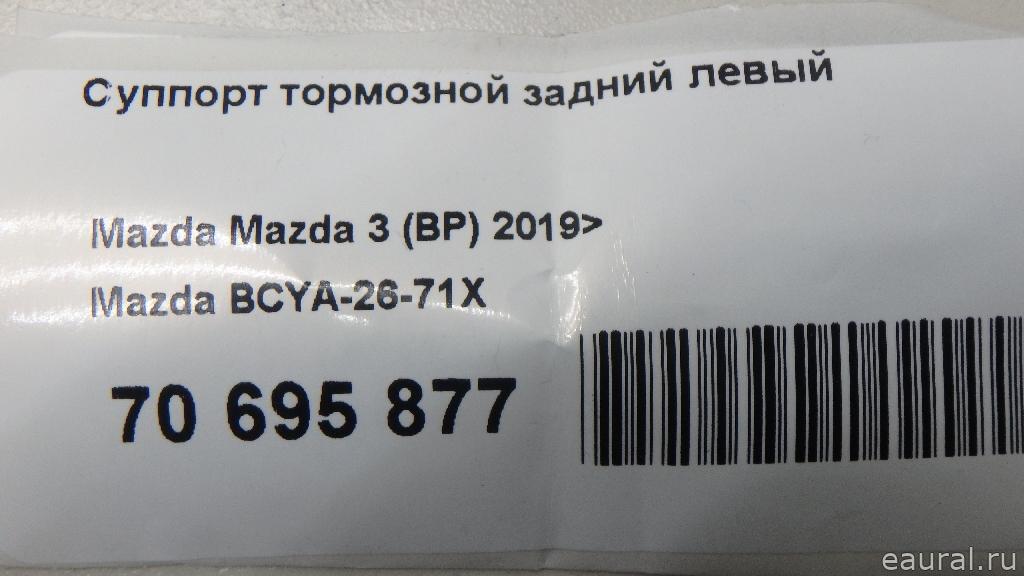 Суппорт тормозной задний левый
Mazda Mazda 3 (BP) 2019>
Mazda BCYA-26-71X
70 695 877
eaural.ru